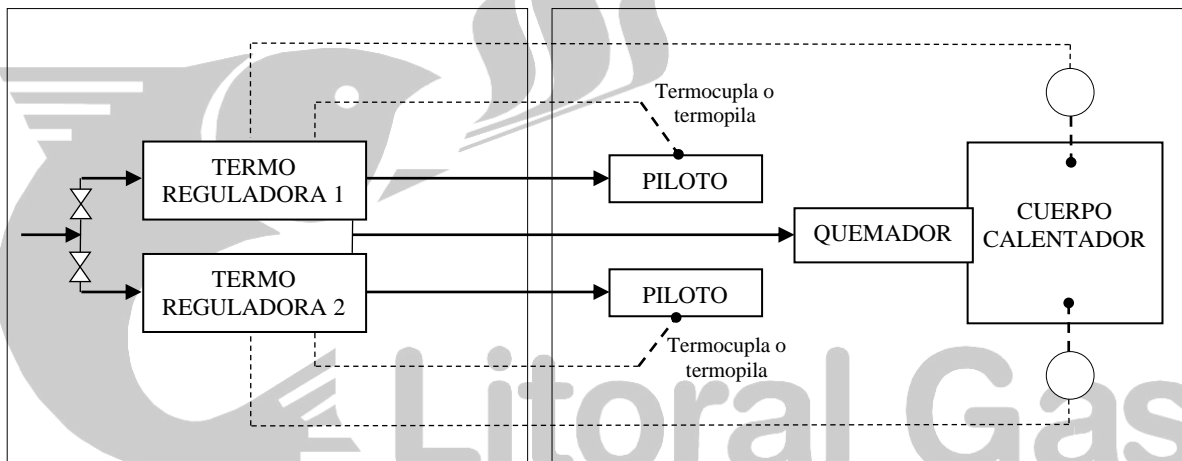 Termocupla o
termopila
TERMO
REGULADORA 1
PILOTO
QUEMADOR
CUERPO
CALENTADOR
TERMO
REGULADORA 2
PILOTO
Termocupla o
termopila
Litoral Gas